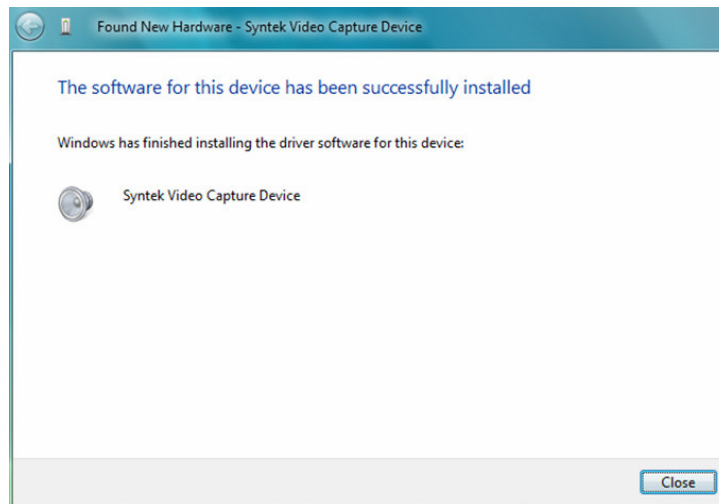 Found New Hardware - Syntek Video Capture Device
The software for this device has been successfully installed
Windows has finished installing the driver software for this device:
Syntek Video Capture Device
Close